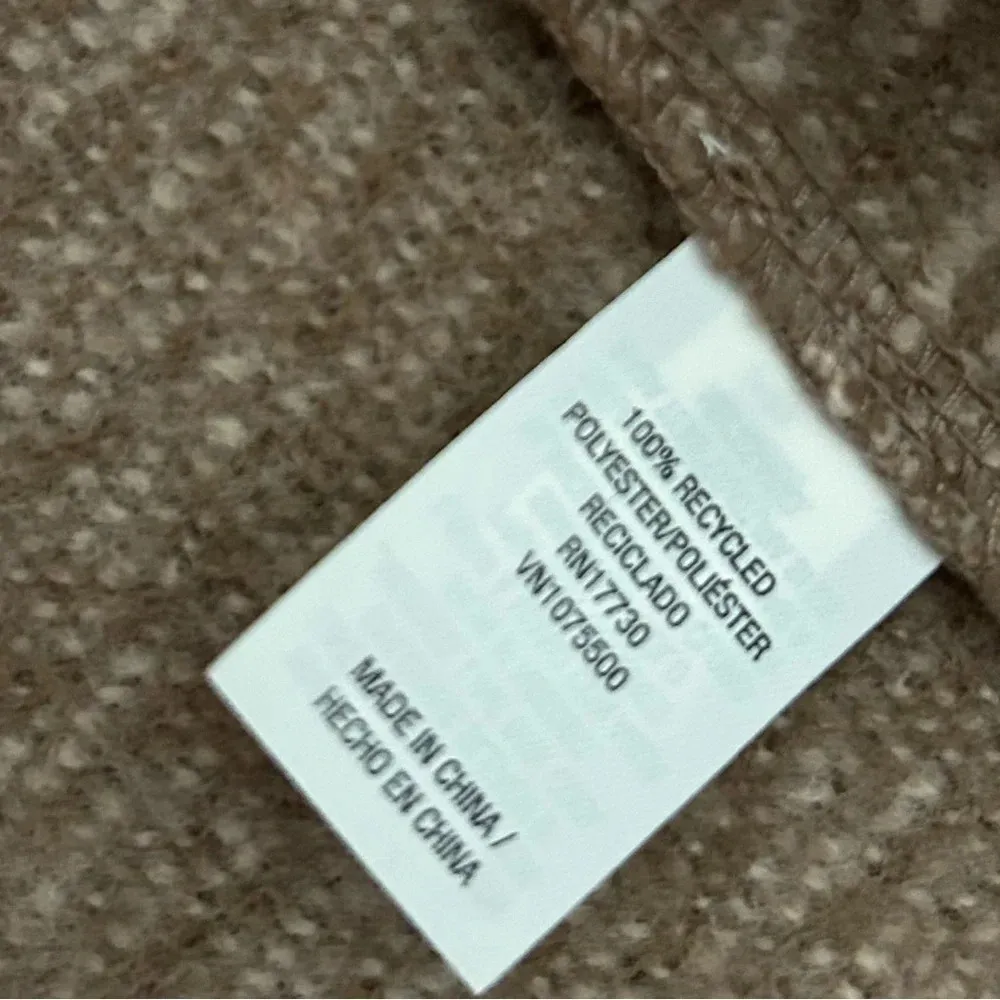 100% RECYCLED
POLYESTER/POLIÉSTER
RECICLADO
RN17730
VN1075500
MADE IN CHINA /
HECHO EN CHINA